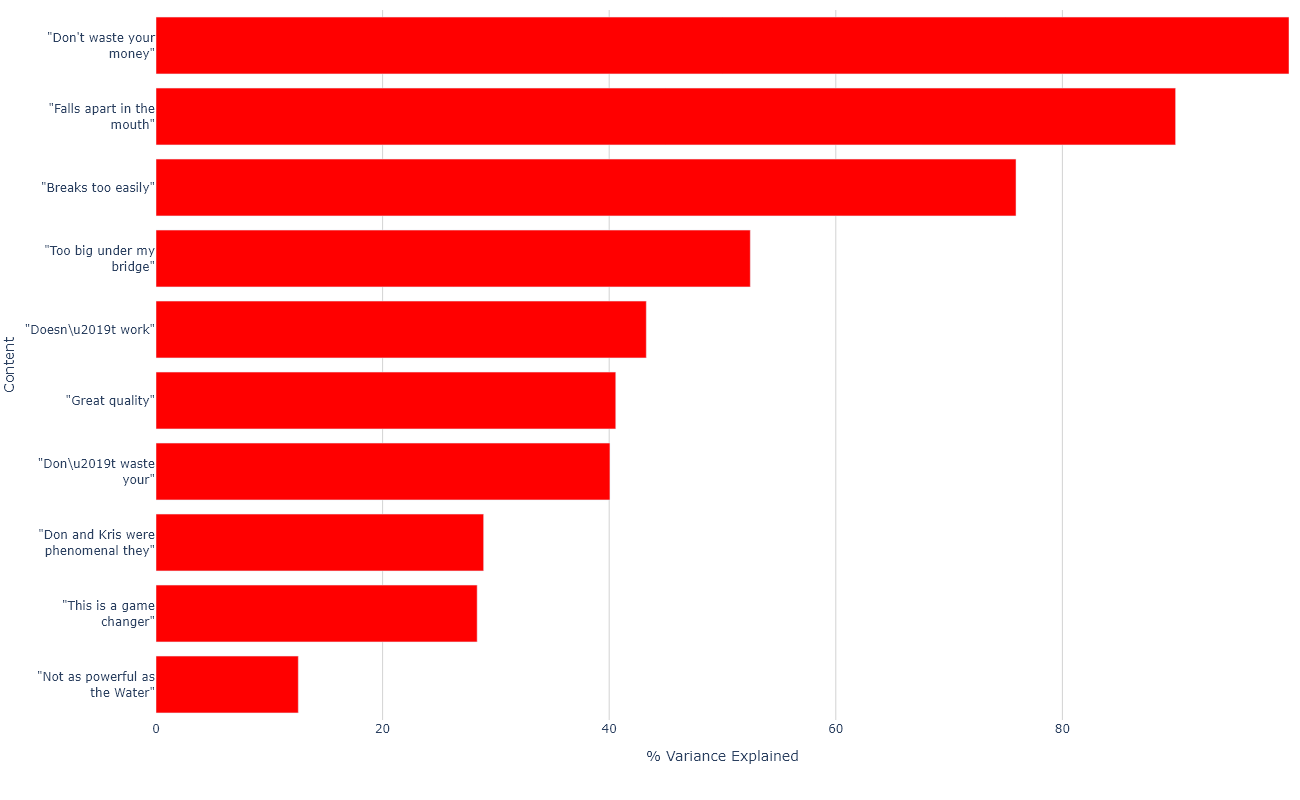 "Don't waste your
money"
"Falls apart in the
mouth"
"Breaks too easily"
"Too big under my
bridge"
"Doesn\u2019t work"
"Great quality"
"Don\u2019t waste
your"
"Don and Kris were
phenomenal they"
"This is a game
changer"
"Not as powerful as
the Water"
Content
0 20 40 60 80
% Variance Explained